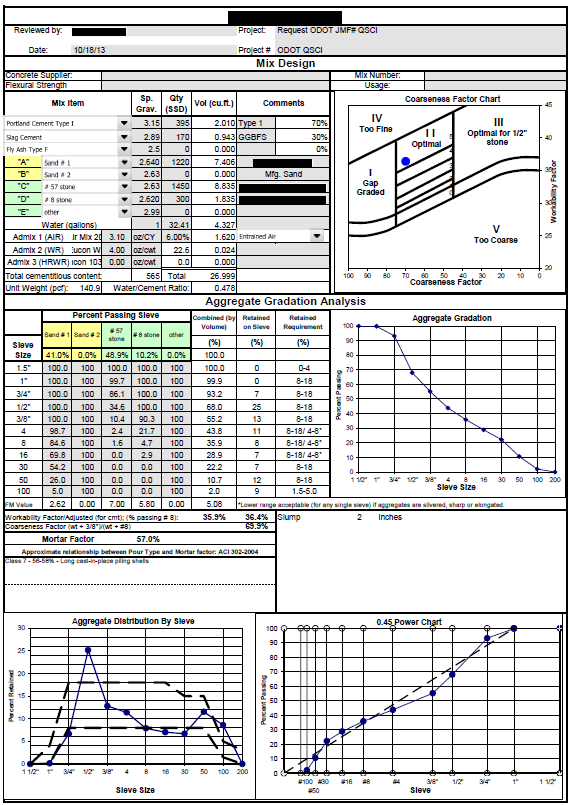 Reviewed by: Project: Request ODOT JMF# QSCI
Date: 10/18/13 Project # ODOT QSCI
Mix Design
Concrete Supplier: Mix Number:
Flexural Strength Usage:
Mix Item Sp. Grav. Qty (SSD) Vol (cu.ft.) Comments
Portland Cement Type I 3.15 395 2.010 Type 1 70%
Slag Cement 2.89 170 0.943 GGBFS 30%
Fly Ash Type F 2.5 0 0.000 0%
"A" Sand # 1 2.640 1220 7.406
"B" Sand # 2 2.63 0 0.000 Mfg. Sand
"C" # 57 stone 2.63 1450 8.835
"D" # 8 stone 2.620 300 1.835
"E" other 2.99 0 0.000
Water (gallons) 32.41 4.327
Admix 1 (AIR) ir Mix 20 3.10 oz/CY 6.00% 1.620 Entrained Air
Admix 2 (WR) Eucon W 4.00 oz/cwt 22.6 0.024
Admix 3 (HRWR) icon 103 0.00 oz/cwt 0.0 0.000
Total cementitious content: 565 Total 26.999
Unit Weight (pcf): 140.9 Water/Cement Ratio: 0.478
Coarseness Factor Chart
IV Too Fine
I Gap Graded
II Optimal
III Optimal for 1/2" stone
V Too Coarse
45
40
35
30
25
20
Workability Factor
100 90 80 70 60 50 40 30 20 10 0
Coarseness Factor
Aggregate Gradation Analysis
Percent Passing Sieve
Sieve Size Sand # 1 Sand # 2 # 57 stone # 8 stone other Combined (by Volume) Retained on Sieve Retained Requirement
(%) (%) (%)
41.0% 0.0% 48.9% 10.2% 0.0% 100.0
1.5" 100.0 100 100.0 100.0 100 100.0 0 0-4
1" 100.0 100 99.7 100.0 100 99.9 0 8-18
3/4" 100.0 100 86.1 100.0 100 93.2 7 8-18
1/2" 100.0 100 34.6 100.0 100 68.0 25 8-18
3/8" 100.0 100 10.4 90.3 100 55.2 13 8-18
4 98.7 100 2.4 21.7 100 43.8 11 8-18/ 4-8*
8 84.6 100 1.6 4.7 100 35.9 8 8-18/ 4-8*
16 69.8 100 0.0 2.9 100 28.9 7 8-18/ 4-8*
30 54.2 100 0.0 0.0 100 22.2 7 8-18
50 26.0 100 0.0 0.0 100 10.7 12 8-18
100 5.0 100 0.0 0.0 100 2.0 9 1.5-5.0
FM Value 2.62 0.00 7.00 5.80 0.00 5.08 *Lower range acceptable (for any single sieve) if aggregates are slivered, sharp or elongated.
Aggregate Gradation
100
90
80
70
60
50
40
30
20
10
0
Percent Passing
1 1/2" 1" 3/4" 1/2" 3/8" 4 8 16 30 50 100 200
Sieve Size
Workability Factor/Adjusted (for cmt); (% passing # 8): 35.9% 36.4% Slump 2 inches
Coarseness Factor (wt + 3/8")/(wt + #8) 69.9%
Mortar Factor 57.0%
Approximate relationship between Pour Type and Mortar factor: ACI 302-2004
Class 7 - 56-58% - Long cast-in-place piling shells
Aggregate Distribution By Sieve
30
25
20
15
10
5
0
Percent Retained
1 1/2" 1" 3/4" 1/2" 3/8" 4 8 16 30 50 100 200
Sieve Size
0.45 Power Chart
100
90
80
70
60
50
40
30
20
10
0
Percent Passing
#100 #30 #16 #8 #4 3/8" 1/2" 3/4" 1" 1 1/2"
#50
Sieve